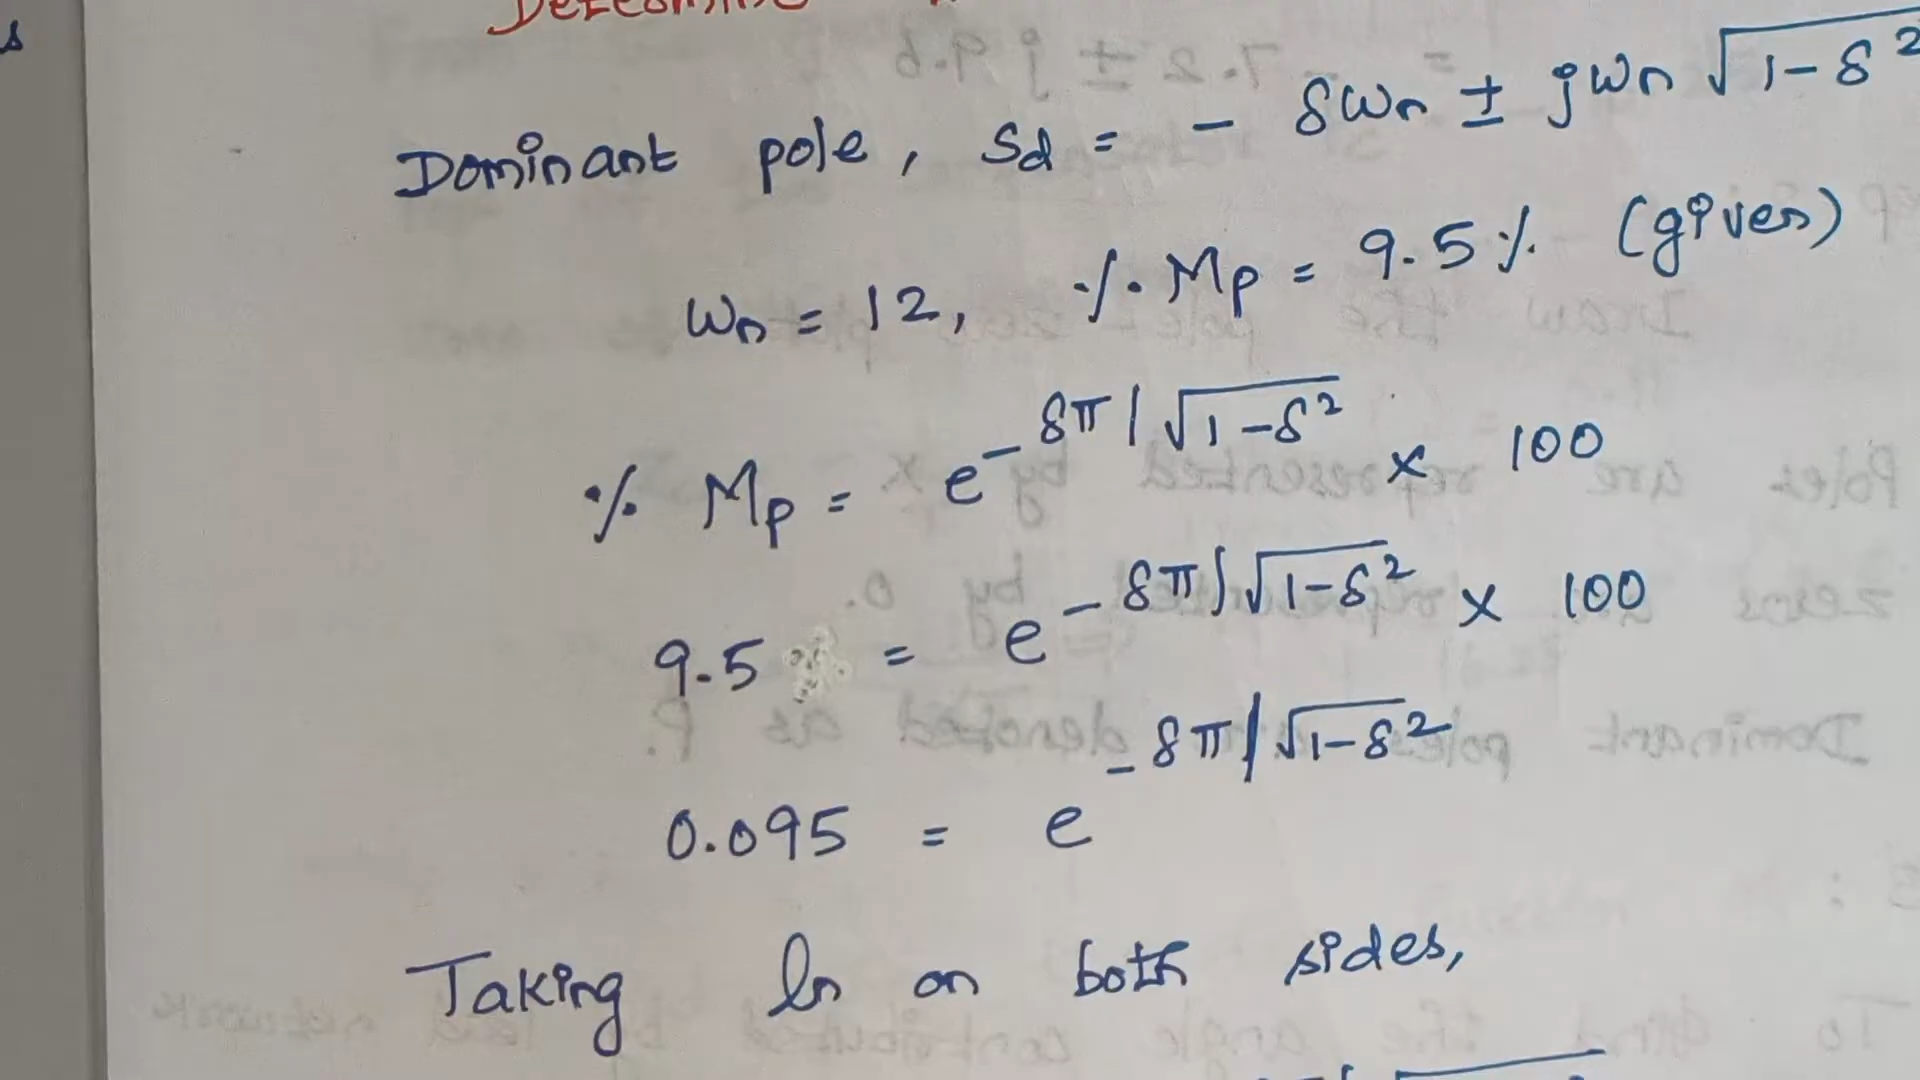 Determine
s
Dominant pole, Sd = - δωn ± jωn √1-δ²
ωn = 12, % Mp = 9.5% (given)
% Mp = e^-δπ/√1-δ² × 100
9.5 = e^-δπ/√1-δ² × 100
0.095 = e^-δπ/√1-δ²
Taking ln on both sides,